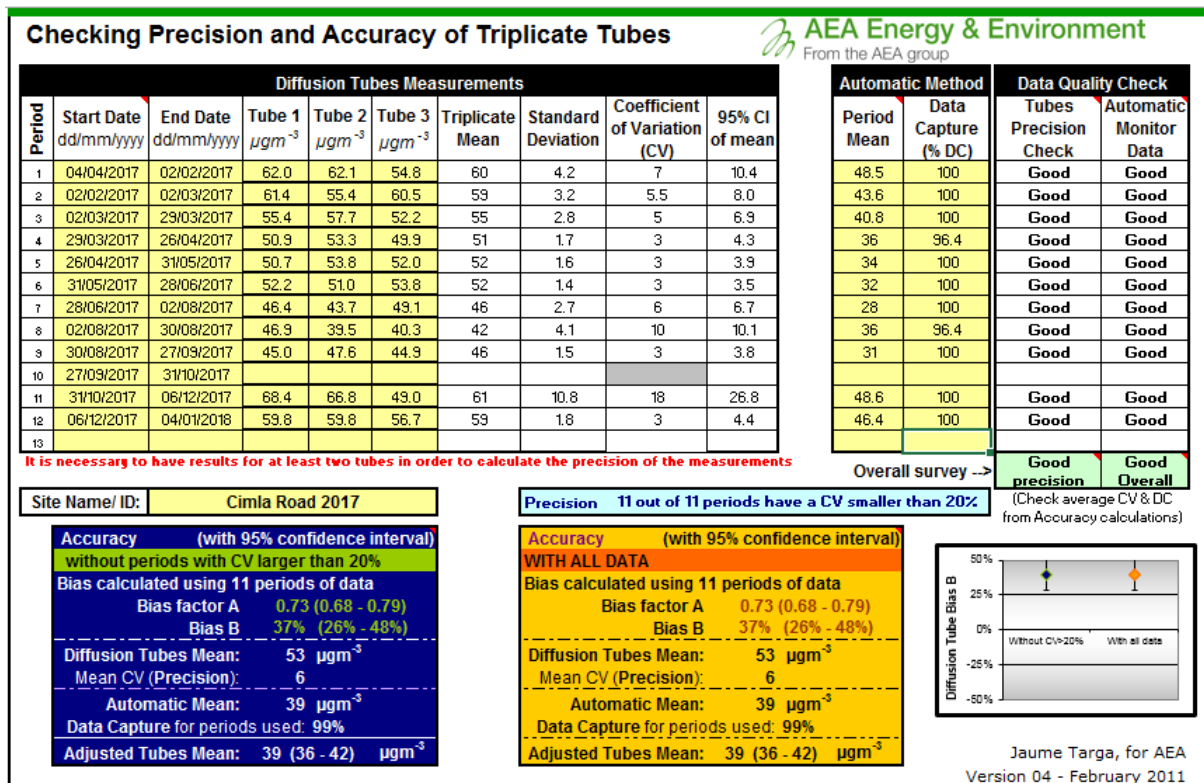 Checking Precision and Accuracy of Triplicate Tubes
AEA Energy & Environment
From the AEA group
Diffusion Tubes Measurements
Automatic Method
Data Quality Check
Period
Start Date dd/mm/yyyy
End Date dd/mm/yyyy
Tube 1 µgm-3
Tube 2 µgm-3
Tube 3 µgm-3
Triplicate Mean
Standard Deviation
Coefficient of Variation (CV)
95% CI of mean
Period Mean
Data Capture (% DC)
Tubes Precision Check
Automatic Monitor Data
1 04/04/2017 02/02/2017 62.0 62.1 54.8 60 4.2 7 10.4 48.5 100 Good Good
2 02/02/2017 02/03/2017 61.4 55.4 60.5 59 3.2 5.5 8.0 43.6 100 Good Good
3 02/03/2017 29/03/2017 55.4 57.7 52.2 55 2.8 5 6.9 40.8 100 Good Good
4 29/03/2017 26/04/2017 50.9 53.3 49.9 51 1.7 3 4.3 36 96.4 Good Good
5 26/04/2017 31/05/2017 50.7 53.8 52.0 52 1.6 3 3.9 34 100 Good Good
6 31/05/2017 28/06/2017 52.2 51.0 53.8 52 1.4 3 3.5 32 100 Good Good
7 28/06/2017 02/08/2017 46.4 43.7 49.1 46 2.7 6 6.7 28 100 Good Good
8 02/08/2017 30/08/2017 46.9 39.5 40.3 42 4.1 10 10.1 36 96.4 Good Good
9 30/08/2017 27/09/2017 45.0 47.6 44.9 46 1.5 3 3.8 31 100 Good Good
10 27/09/2017 31/10/2017
11 31/10/2017 06/12/2017 68.4 66.8 49.0 61 10.8 18 26.8 48.6 100 Good Good
12 06/12/2017 04/01/2018 59.8 59.8 56.7 59 1.8 3 4.4 46.4 100 Good Good
13
It is necessary to have results for at least two tubes in order to calculate the precision of the measurements
Overall survey --> Good precision Good Overall
Site Name/ ID: Cimla Road 2017
Precision 11 out of 11 periods have a CV smaller than 20%
(Check average CV & DC from Accuracy calculations)
Accuracy (with 95% confidence interval)
without periods with CV larger than 20%
Bias calculated using 11 periods of data
Bias factor A 0.73 (0.68 - 0.79)
Bias B 37% (26% - 48%)
Diffusion Tubes Mean: 53 µgm-3
Mean CV (Precision): 6
Automatic Mean: 39 µgm-3
Data Capture for periods used: 99%
Adjusted Tubes Mean: 39 (36 - 42) µgm-3
Accuracy (with 95% confidence interval)
WITH ALL DATA
Bias calculated using 11 periods of data
Bias factor A 0.73 (0.68 - 0.79)
Bias B 37% (26% - 48%)
Diffusion Tubes Mean: 53 µgm-3
Mean CV (Precision): 6
Automatic Mean: 39 µgm-3
Data Capture for periods used: 99%
Adjusted Tubes Mean: 39 (36 - 42) µgm-3
Diffusion Tube Bias B
50%
25%
0%
-25%
-50%
Without CV>20%
With all data
Jaume Targa, for AEA
Version 04 - February 2011